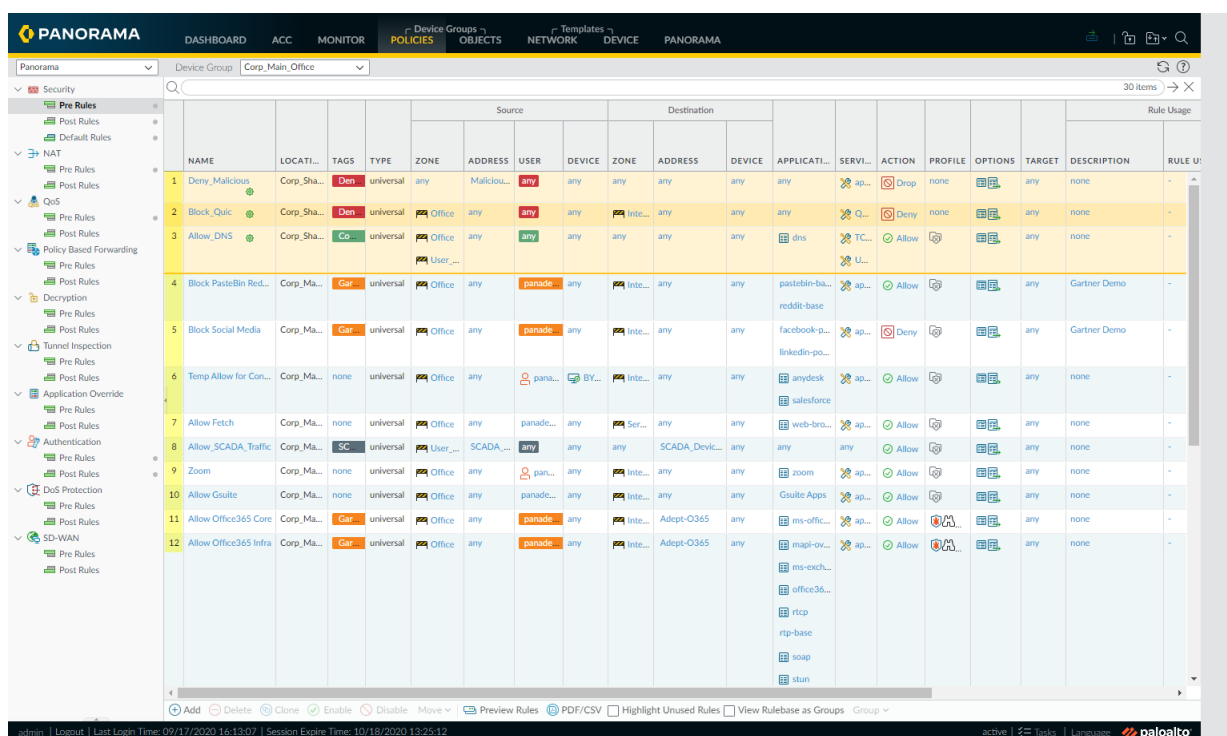 PANORAMA
Device Groups Templates
DASHBOARD ACC MONITOR POLICIES OBJECTS NETWORK DEVICE PANORAMA
Panorama Device Group Corp_Main_Office
30 items
Security
Pre Rules
Post Rules
Default Rules
NAT
Pre Rules
Post Rules
QoS
Pre Rules
Post Rules
Policy Based Forwarding
Pre Rules
Post Rules
Decryption
Pre Rules
Post Rules
Tunnel Inspection
Pre Rules
Post Rules
Application Override
Pre Rules
Post Rules
Authentication
Pre Rules
Post Rules
DoS Protection
Pre Rules
Post Rules
SD-WAN
Pre Rules
Post Rules
Source Destination Rule Usage
NAME LOCATI... TAGS TYPE ZONE ADDRESS USER DEVICE ZONE ADDRESS DEVICE APPLICATI... SERVI... ACTION PROFILE OPTIONS TARGET DESCRIPTION RULE U
1 Deny_Malicious Corp_Sha... Den... universal any Maliciou... any any any any any any ap... Drop none any none -
2 Block_Quic Corp_Sha... Den... universal Office any any any Inte... any any any Q... Deny none any none -
3 Allow_DNS Corp_Sha... Co... universal Office any any any any any any dns TC... Allow any none -
User_... U...
4 Block PasteBin Red... Corp_Ma... Gar... universal Office any panade... any Inte... any any pastebin-ba... ap... Allow any Gartner Demo -
reddit-base
5 Block Social Media Corp_Ma... Gar... universal Office any panade... any Inte... any any facebook-p... ap... Deny any Gartner Demo -
linkedin-po...
6 Temp Allow for Con... Corp_Ma... none universal Office any pana... BY... Inte... any any anydesk ap... Allow any none -
salesforce
7 Allow Fetch Corp_Ma... none universal Office any panade... any Ser... any any web-bro... ap... Allow any none -
8 Allow_SCADA_Traffic Corp_Ma... SC... universal User_... SCADA_... any any any SCADA_Devic... any any any Allow any none -
9 Zoom Corp_Ma... none universal Office any pan... any Inte... any any zoom ap... Allow any none -
10 Allow Gsuite Corp_Ma... none universal Office any panade... any Inte... any any Gsuite Apps ap... Allow any none -
11 Allow Office365 Core Corp_Ma... Gar... universal Office any panade... any Inte... Adept-O365 any ms-offic... ap... Allow any none -
12 Allow Office365 Infra Corp_Ma... Gar... universal Office any panade... any Inte... Adept-O365 any mapi-ov... ap... Allow any none -
ms-exch...
office36...
rtcp
rtp-base
soap
stun
Add Delete Clone Enable Disable Move Preview Rules PDF/CSV Highlight Unused Rules View Rulebase as Groups Group
admin | Logout | Last Login Time: 09/17/2020 16:13:07 | Session Expire Time: 10/18/2020 13:25:12 active | Tasks | Language paloalto